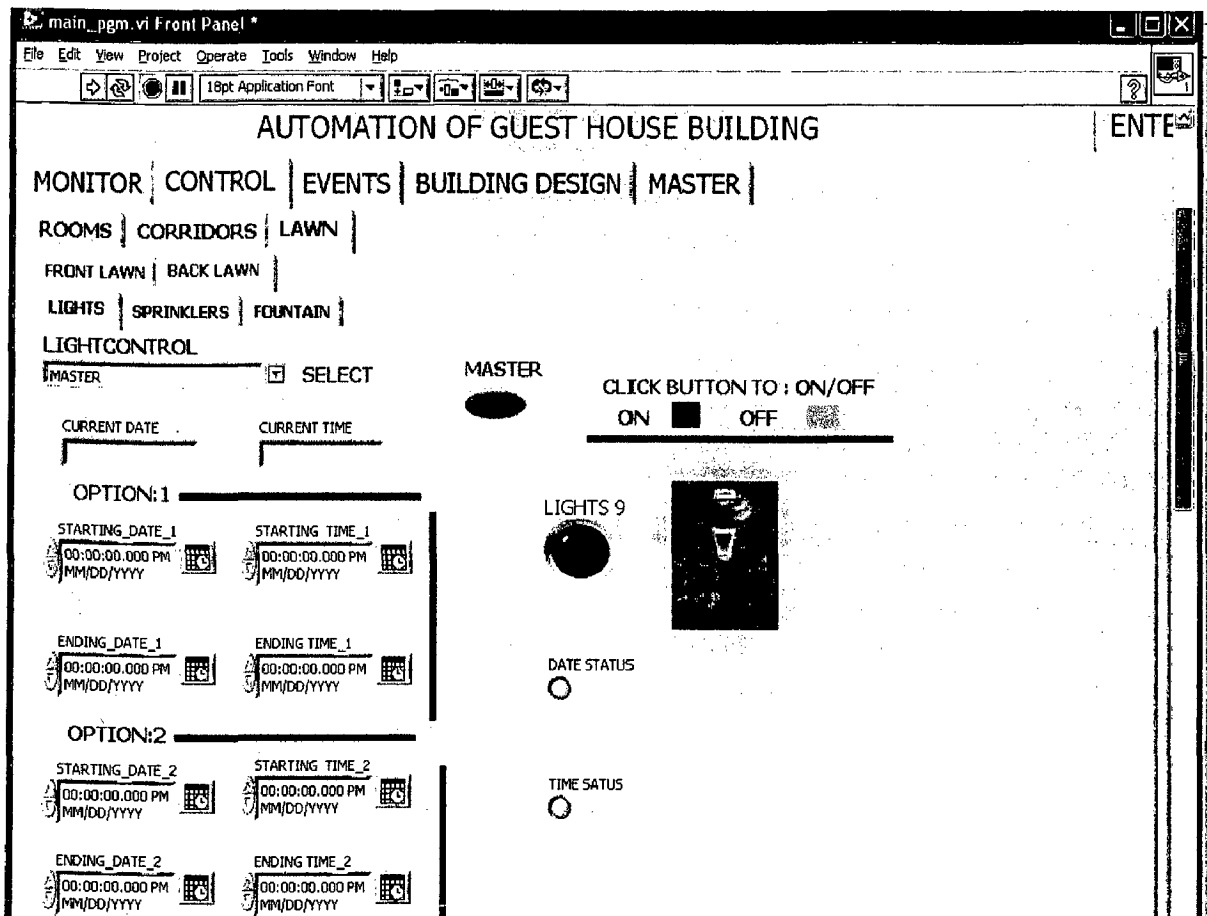 main_pgm.vi Front Panel *
File Edit View Project Operate Tools Window Help
18pt Application Font
AUTOMATION OF GUEST HOUSE BUILDING ENTE
MONITOR CONTROL EVENTS BUILDING DESIGN MASTER
ROOMS CORRIDORS LAWN
FRONT LAWN BACK LAWN
LIGHTS SPRINKLERS FOUNTAIN
LIGHTCONTROL
MASTER SELECT
MASTER
CLICK BUTTON TO : ON/OFF
ON OFF
CURRENT DATE CURRENT TIME
OPTION:1
STARTING_DATE_1 STARTING TIME_1
00:00:00.000 PM 00:00:00.000 PM
MM/DD/YYYY MM/DD/YYYY
ENDING_DATE_1 ENDING TIME_1
00:00:00.000 PM 00:00:00.000 PM
MM/DD/YYYY MM/DD/YYYY
LIGHTS 9
DATE STATUS
TIME SATUS
OPTION:2
STARTING_DATE_2 STARTING TIME_2
00:00:00.000 PM 00:00:00.000 PM
MM/DD/YYYY MM/DD/YYYY
ENDING_DATE_2 ENDING TIME_2
00:00:00.000 PM 00:00:00.000 PM
MM/DD/YYYY MM/DD/YYYY